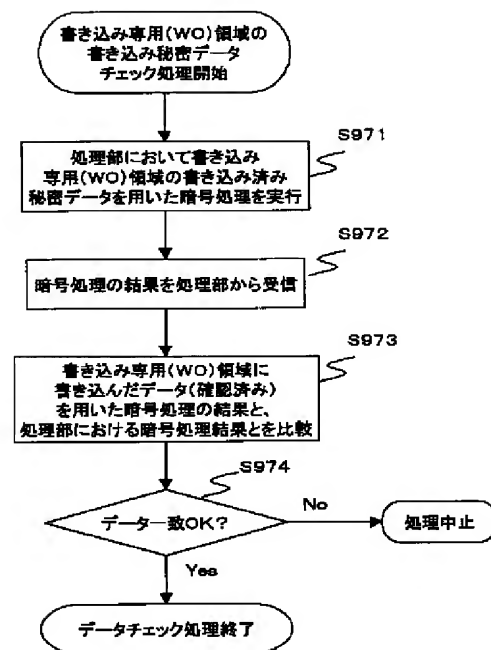 書き込み専用(WO)領域の
書き込み秘密データ
チェック処理開始
S971
処理部において書き込み
専用(WO)領域の書き込み済み
秘密データを用いた暗号処理を実行
S972
暗号処理の結果を処理部から受信
S973
書き込み専用(WO)領域に
書き込んだデータ(確認済み)
を用いた暗号処理の結果と、
処理部における暗号処理結果とを比較
S974
データ一致OK?
No
処理中止
Yes
データチェック処理終了